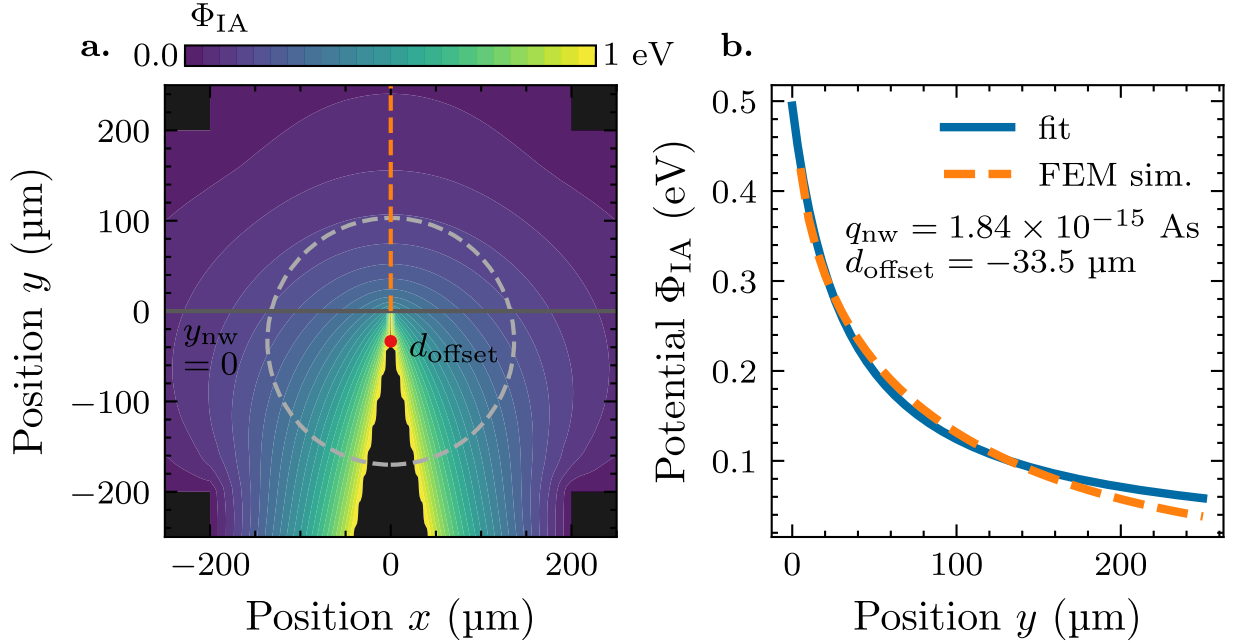 Φ_IA
a.
0.0
1 eV
200
100
0
−100
−200
−200
0
200
Position y (µm)
Position x (µm)
y_nw
= 0
d_offset
b.
0.5
0.4
0.3
0.2
0.1
0
100
200
Potential Φ_IA (eV)
Position y (µm)
fit
FEM sim.
q_nw = 1.84 × 10⁻¹⁵ As
d_offset = −33.5 µm